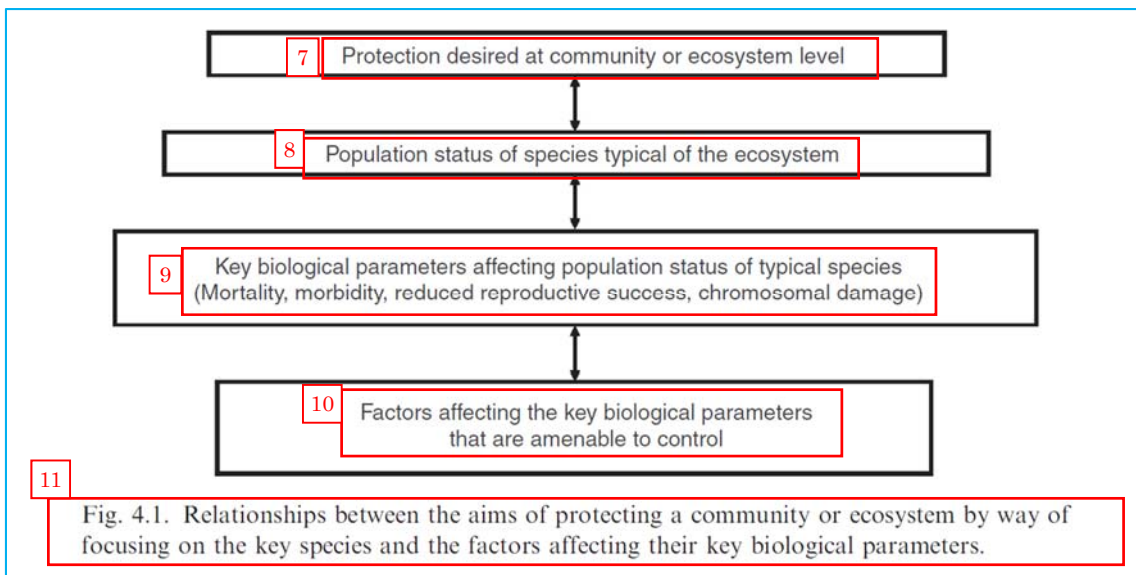 7
Protection desired at community or ecosystem level
8
Population status of species typical of the ecosystem
9
Key biological parameters affecting population status of typical species
(Mortality, morbidity, reduced reproductive success, chromosomal damage)
10
Factors affecting the key biological parameters
that are amenable to control
11
Fig. 4.1. Relationships between the aims of protecting a community or ecosystem by way of
focusing on the key species and the factors affecting their key biological parameters.